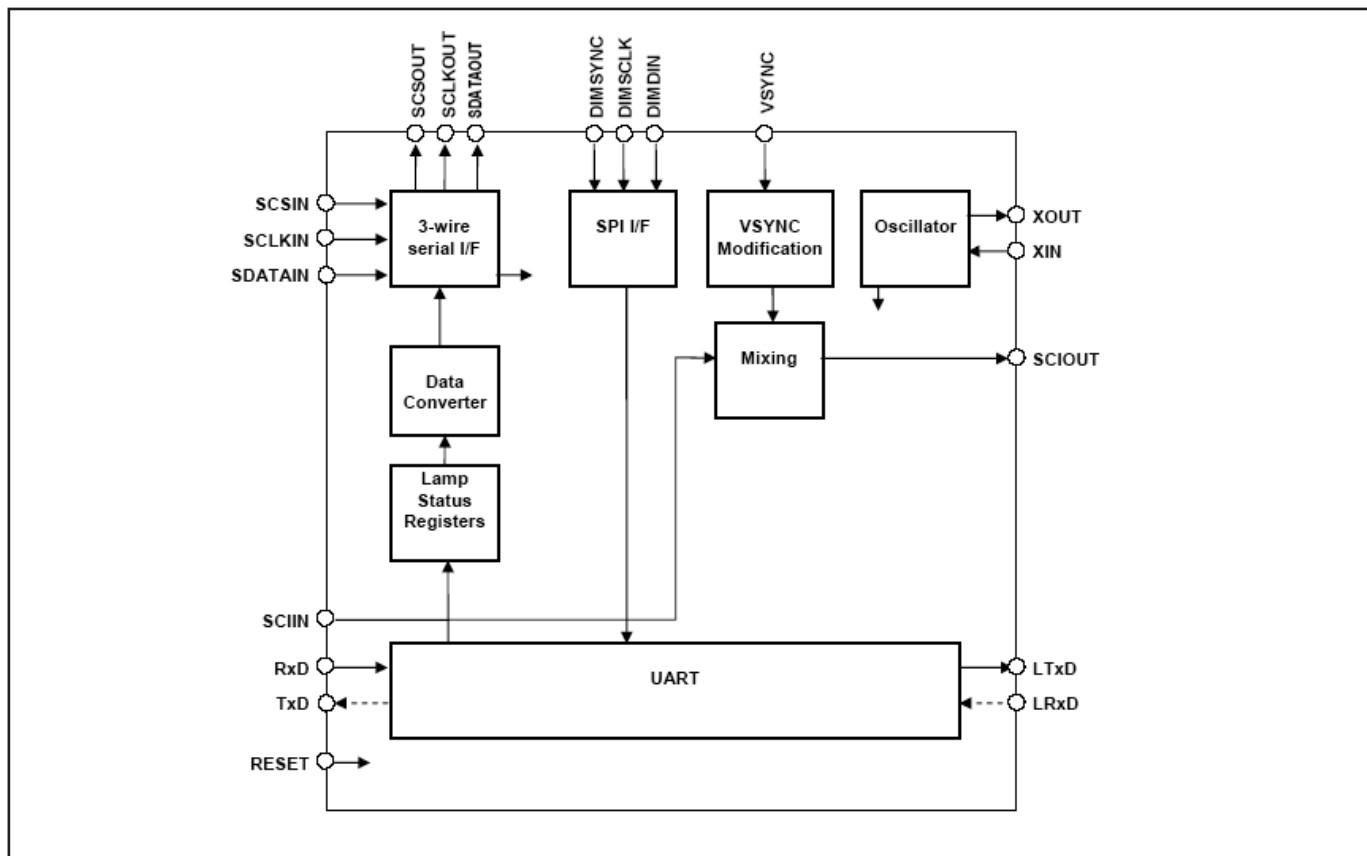 SCSOUT
SCLKOUT
SDATAOUT
DIMSYNC
DIMSCLK
DIMDIN
VSYNC
SCSIN
SCLKIN
SDATAIN
3-wire
serial I/F
SPI I/F
VSYNC
Modification
Oscillator
XOUT
XIN
Mixing
SCIOUT
Data
Converter
Lamp
Status
Registers
SCIIN
RxD
TxD
UART
LTxD
LRxD
RESET